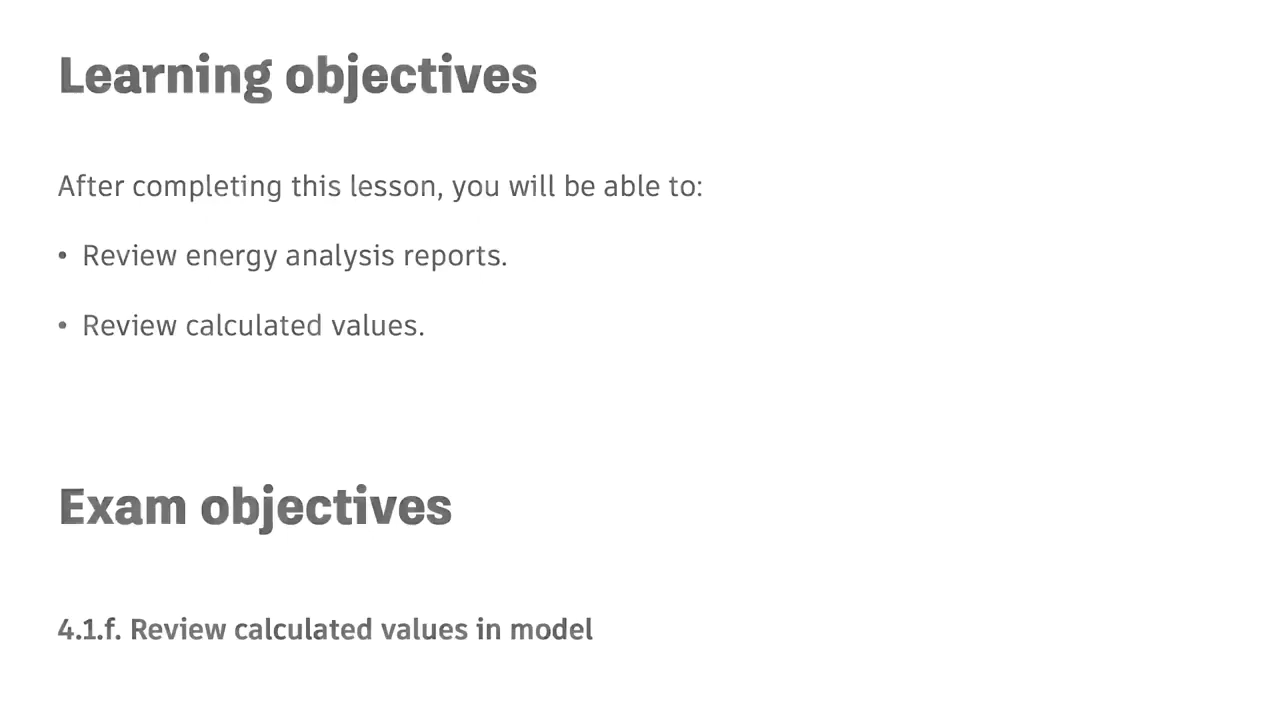 Learning objectives
After completing this lesson, you will be able to:
• Review energy analysis reports.
• Review calculated values.
Exam objectives
4.1.f. Review calculated values in model